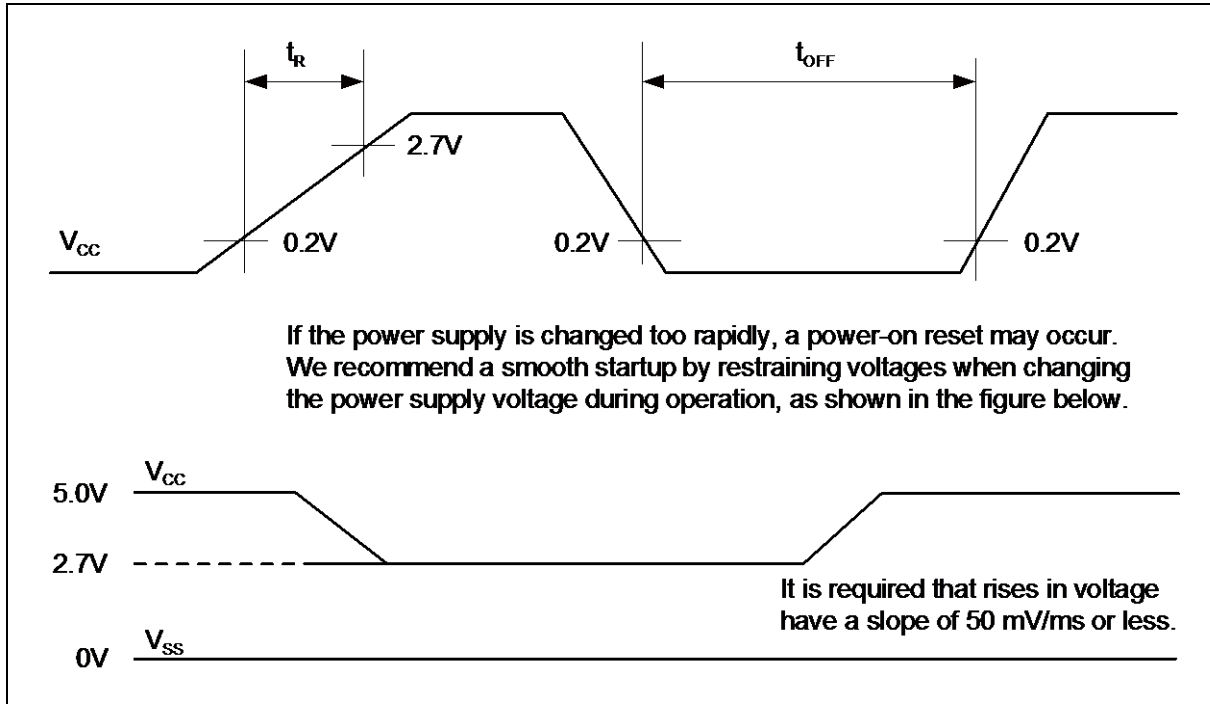 tR
tOFF
2.7V
VCC
0.2V
0.2V
0.2V
If the power supply is changed too rapidly, a power-on reset may occur.
We recommend a smooth startup by restraining voltages when changing
the power supply voltage during operation, as shown in the figure below.
VCC
5.0V
2.7V
It is required that rises in voltage
have a slope of 50 mV/ms or less.
VSS
0V